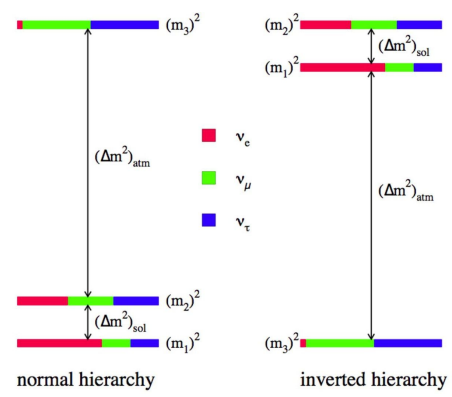 (m₃)²
(Δm²)atm
(m₂)²
(Δm²)sol
(m₁)²
normal hierarchy
νe
νμ
ντ
(m₂)²
(Δm²)sol
(m₁)²
(Δm²)atm
(m₃)²
inverted hierarchy